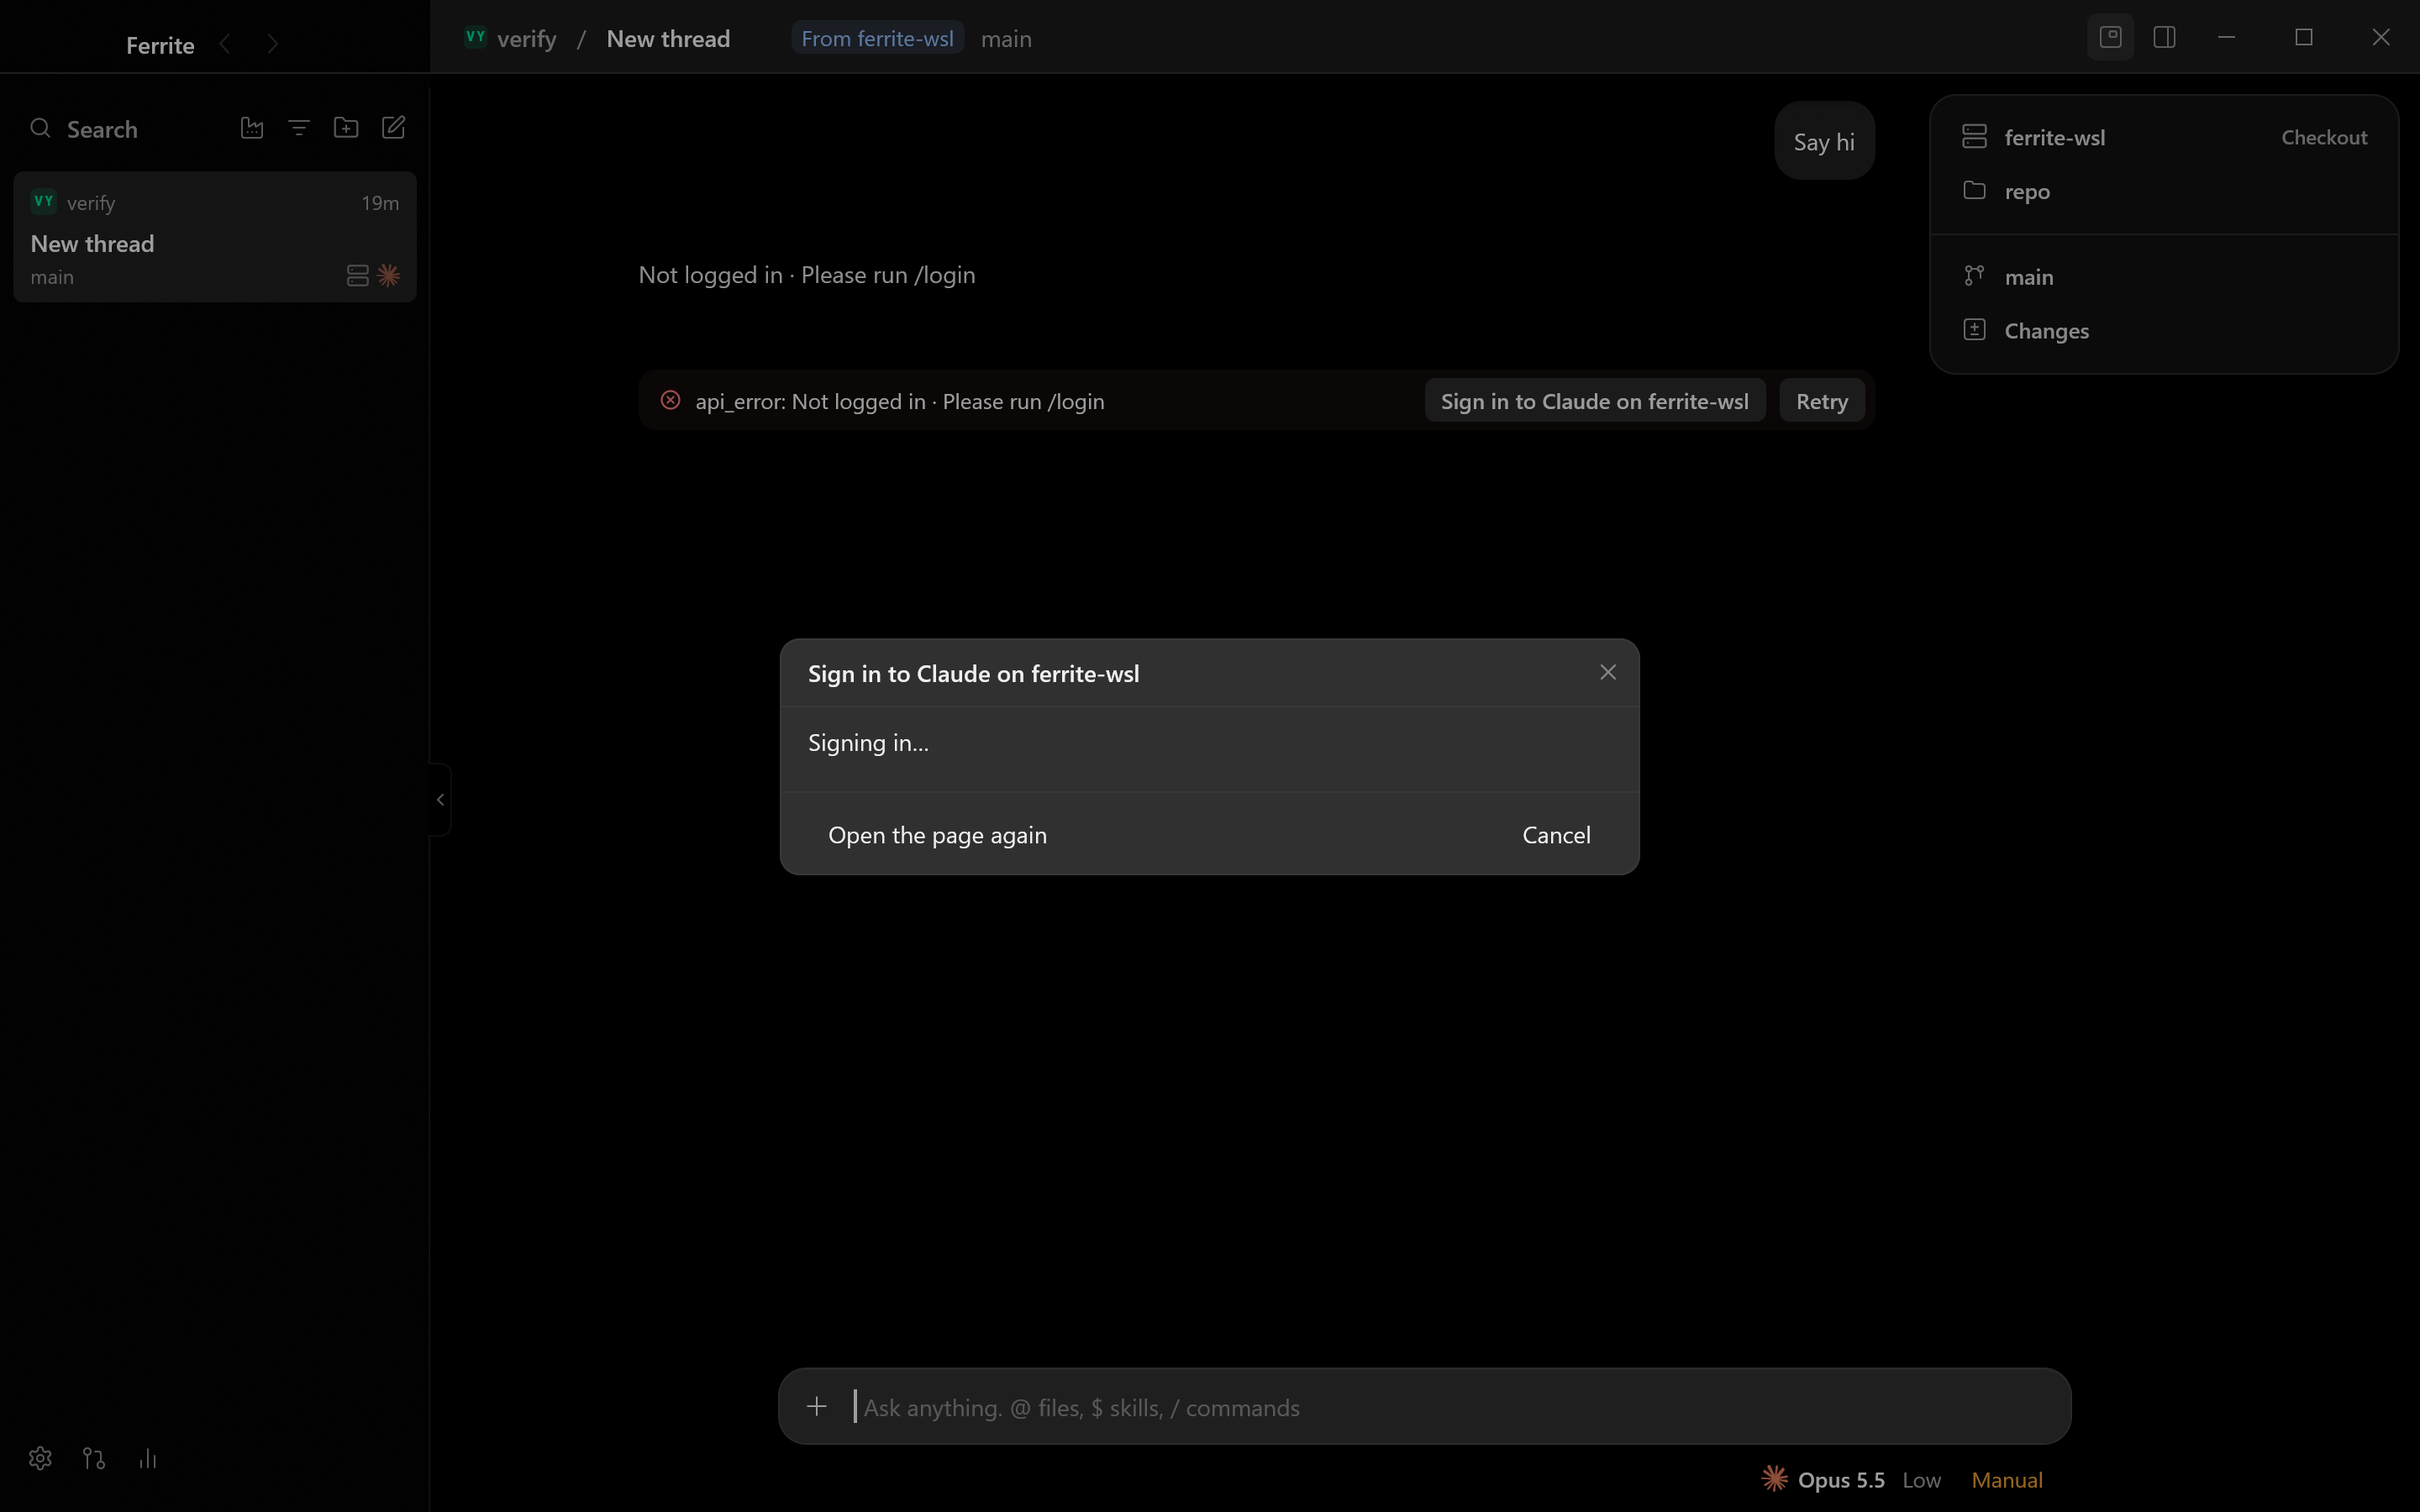 Ferrite
VY verify / New thread From ferrite-wsl main
Search
VY verify 19m
New thread
main
Say hi
Not logged in · Please run /login
api_error: Not logged in · Please run /login Sign in to Claude on ferrite-wsl Retry
ferrite-wsl Checkout
repo
main
Changes
Sign in to Claude on ferrite-wsl
Signing in...
Open the page again Cancel
Ask anything. @ files, $ skills, / commands
Opus 5.5 Low Manual